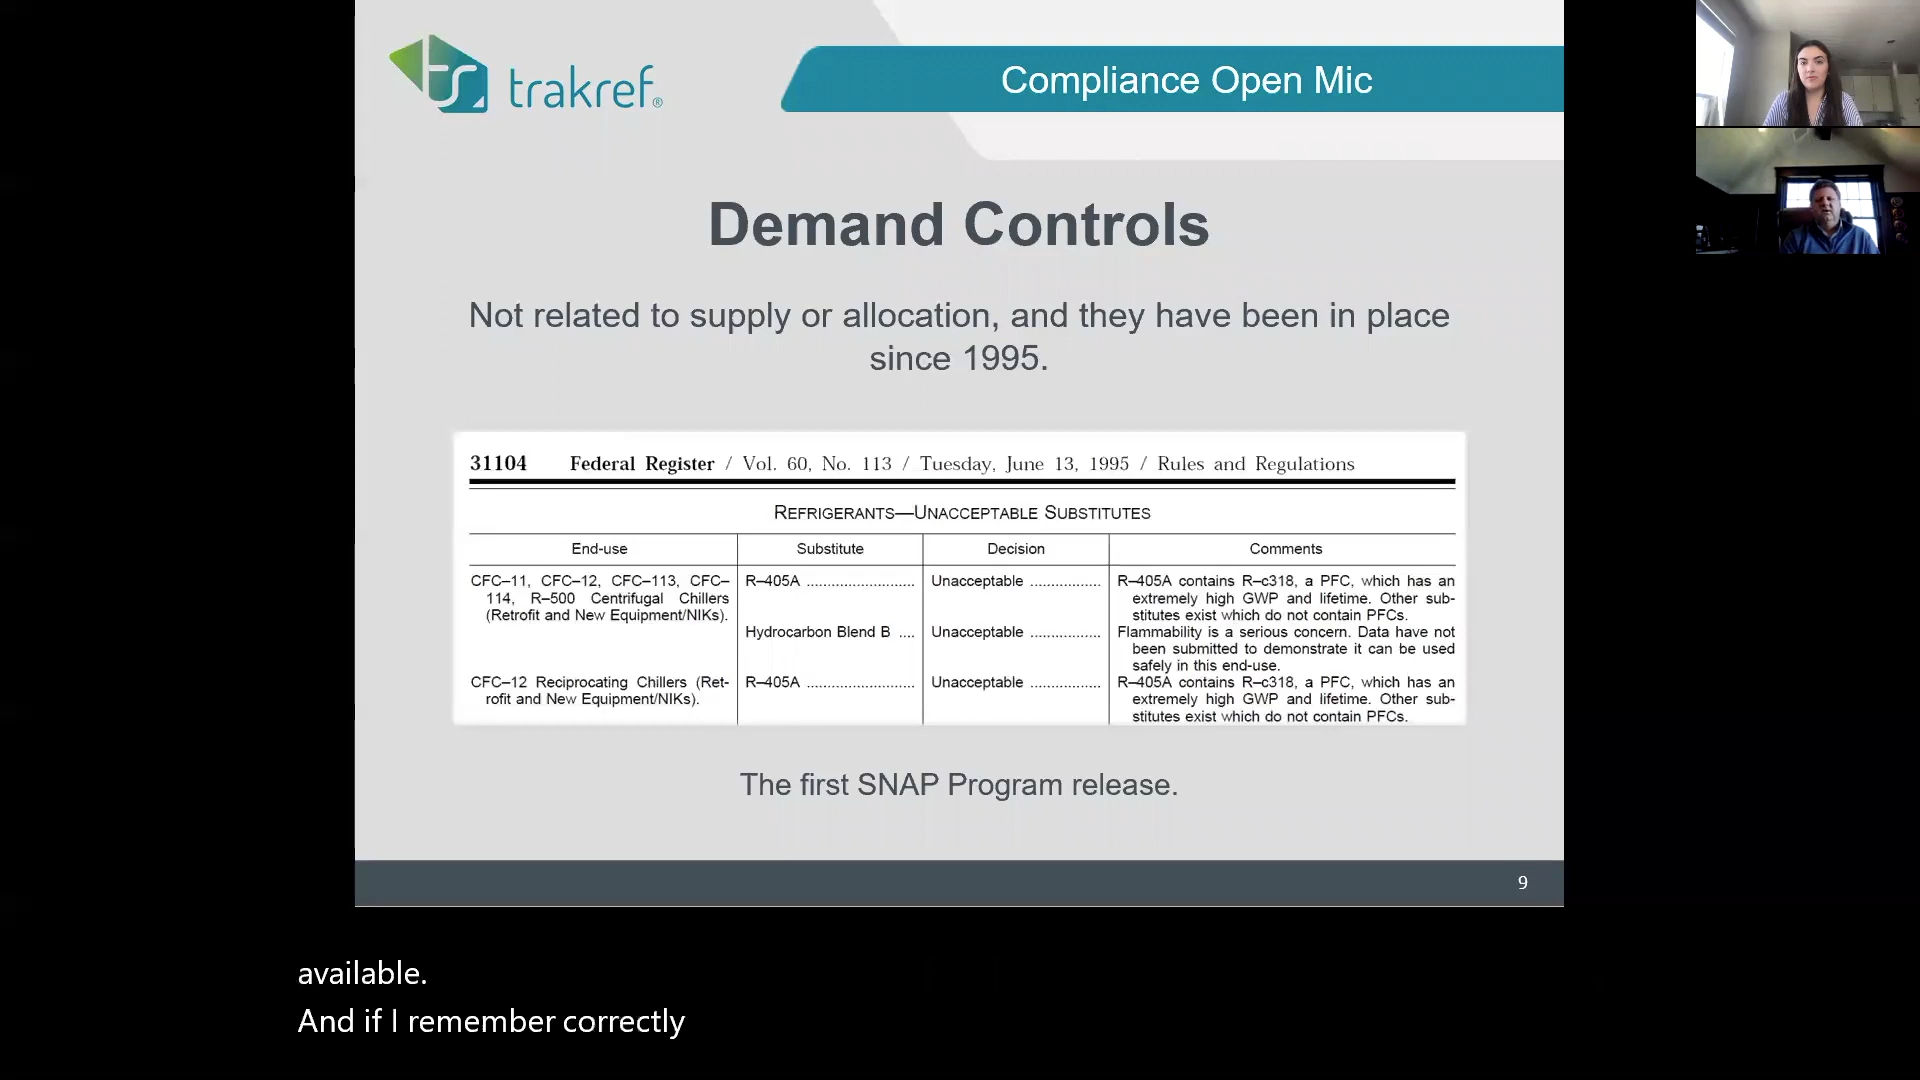 trakref®
Compliance Open Mic
Demand Controls
Not related to supply or allocation, and they have been in place
since 1995.
31104 Federal Register / Vol. 60, No. 113 / Tuesday, June 13, 1995 / Rules and Regulations
REFRIGERANTS—UNACCEPTABLE SUBSTITUTES
End-use Substitute Decision Comments
CFC–11, CFC–12, CFC–113, CFC– R–405A .......................... Unacceptable ................. R–405A contains R–c318, a PFC, which has an
114, R–500 Centrifugal Chillers extremely high GWP and lifetime. Other sub-
(Retrofit and New Equipment/NIKs). stitutes exist which do not contain PFCs.
Hydrocarbon Blend B .... Unacceptable ................. Flammability is a serious concern. Data have not
been submitted to demonstrate it can be used
safely in this end-use.
CFC–12 Reciprocating Chillers (Ret- R–405A .......................... Unacceptable ................. R–405A contains R–c318, a PFC, which has an
rofit and New Equipment/NIKs). extremely high GWP and lifetime. Other sub-
stitutes exist which do not contain PFCs.
The first SNAP Program release.
9
available.
And if I remember correctly